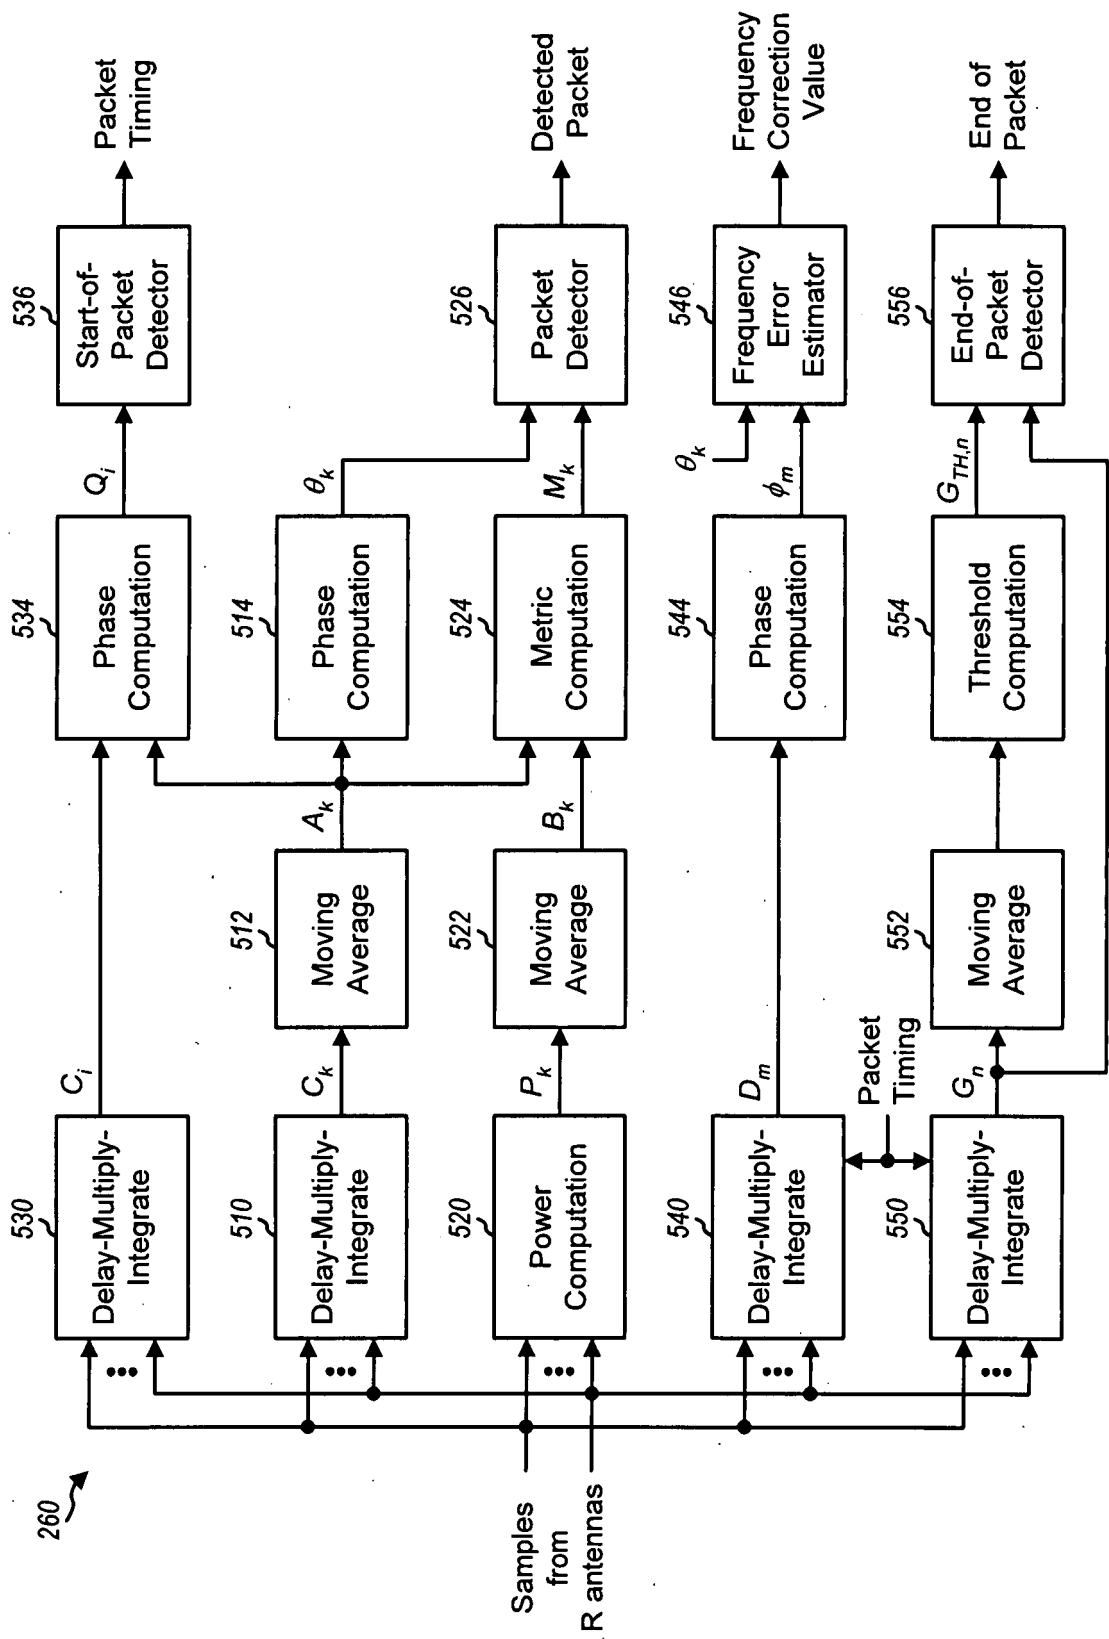 260
Samples
from
R antennas
530
Delay-Multiply-
Integrate
C_i
534
Phase
Computation
Q_i
536
Start-of-
Packet
Detector
Packet
Timing
510
Delay-Multiply-
Integrate
C_k
512
Moving
Average
A_k
514
Phase
Computation
θ_k
520
Power
Computation
P_k
522
Moving
Average
B_k
524
Metric
Computation
M_k
526
Packet
Detector
Detected
Packet
540
Delay-Multiply-
Integrate
D_m
544
Phase
Computation
θ_k
ϕ_m
546
Frequency
Error
Estimator
Frequency
Correction
Value
Packet
Timing
550
Delay-Multiply-
Integrate
G_n
552
Moving
Average
554
Threshold
Computation
G_{TH,n}
556
End-of-
Packet
Detector
End of
Packet